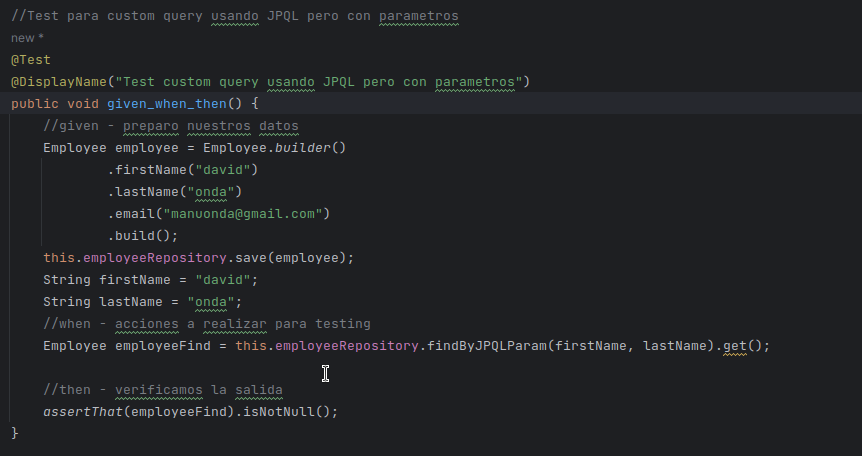 //Test para custom query usando JPQL pero con parametros
new *
@Test
@DisplayName("Test custom query usando JPQL pero con parametros")
public void given_when_then() {
//given - preparo nuestros datos
Employee employee = Employee.builder()
.firstName("david")
.lastName("onda")
.email("manuonda@gmail.com")
.build();
this.employeeRepository.save(employee);
String firstName = "david";
String lastName = "onda";
//when - acciones a realizar para testing
Employee employeeFind = this.employeeRepository.findByJPQLParam(firstName, lastName).get();
//then - verificamos la salida
assertThat(employeeFind).isNotNull();
}